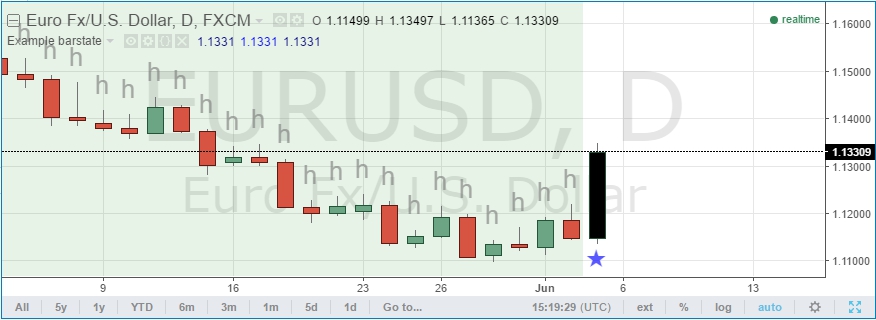 Euro Fx/U.S. Dollar, D, FXCM O 1.11499 H 1.13497 L 1.11365 C 1.13309
realtime
Example barstate 1.1331 1.1331 1.1331
EURUSD, D
Euro Fx/U.S. Dollar
h h h h h h h h h h h h h h h h h h h h h h
1.16000
1.15000
1.14000
1.13309
1.12000
1.11000
9 16 23 26 Jun 6 13
All 5y 1y YTD 6m 3m 1m 5d 1d Go to... 15:19:29 (UTC) ext % log auto